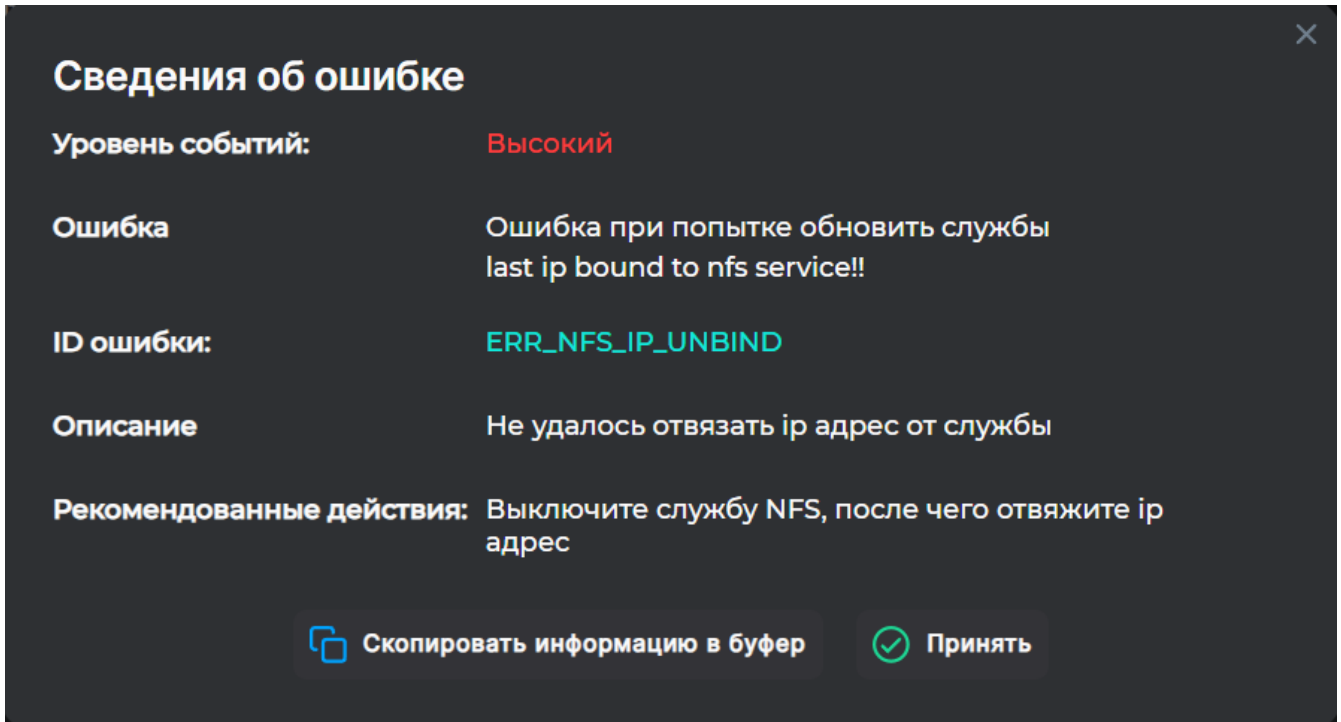 Сведения об ошибке
Уровень событий: Высокий
Ошибка Ошибка при попытке обновить службы
last ip bound to nfs service!!
ID ошибки: ERR_NFS_IP_UNBIND
Описание Не удалось отвязать ip адрес от службы
Рекомендованные действия: Выключите службу NFS, после чего отвяжите ip
адрес
Скопировать информацию в буфер Принять